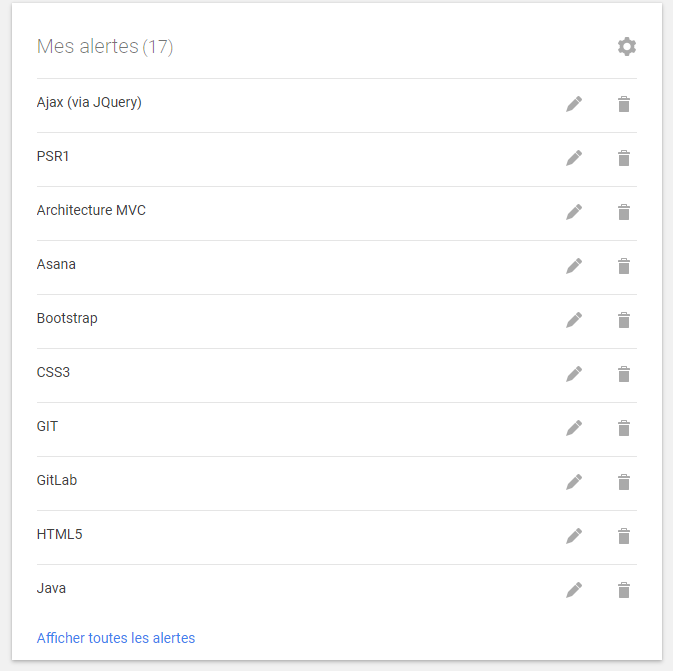 Mes alertes (17)
Ajax (via JQuery)
PSR1
Architecture MVC
Asana
Bootstrap
CSS3
GIT
GitLab
HTML5
Java
Afficher toutes les alertes